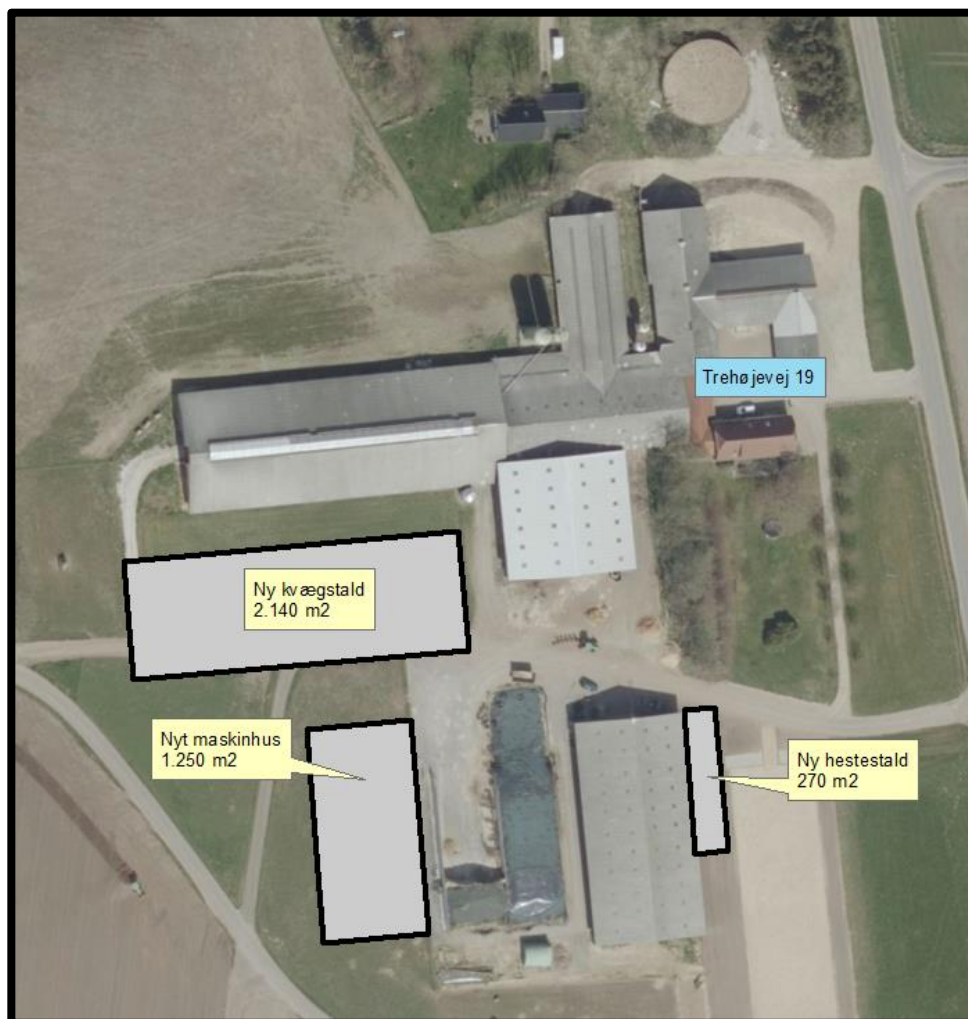 Trehøjevej 19
Ny kvægstald
2.140 m2
Nyt maskinhus
1.250 m2
Ny hestestald
270 m2